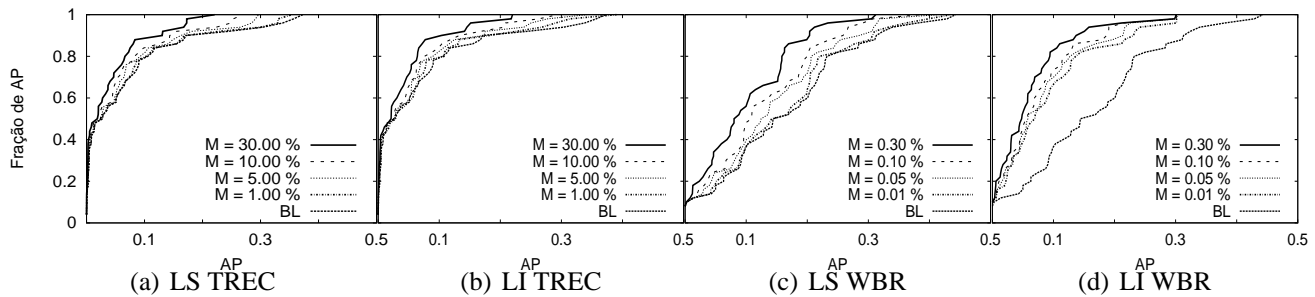 Fração de AP
1
0.8
0.6
0.4
0.2
0
M = 30.00 %
M = 10.00 %
M = 5.00 %
M = 1.00 %
BL
M = 30.00 %
M = 10.00 %
M = 5.00 %
M = 1.00 %
BL
M = 0.30 %
M = 0.10 %
M = 0.05 %
M = 0.01 %
BL
M = 0.30 %
M = 0.10 %
M = 0.05 %
M = 0.01 %
BL
0.1 0.3 0.5 0.1 0.3 0.5 0.1 0.3 0.5 0.1 0.3 0.5
AP AP AP AP
(a) LS TREC (b) LI TREC (c) LS WBR (d) LI WBR